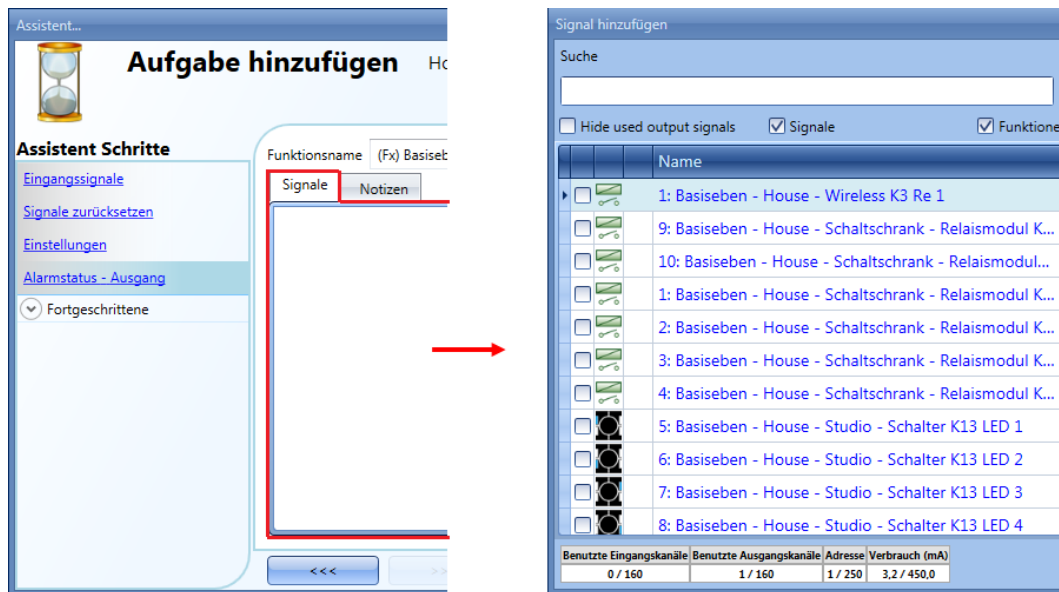 Assistent...
Aufgabe hinzufügen
Assistent Schritte
Eingangssignale
Signale zurücksetzen
Einstellungen
Alarmstatus - Ausgang
Fortgeschrittene
Funktionsname (Fx) Basiseb
Signale Notizen
<<< >>
Signal hinzufügen
Suche
Hide used output signals Signale Funktione
Name
1: Basiseben - House - Wireless K3 Re 1
9: Basiseben - House - Schaltschrank - Relaismodul K...
10: Basiseben - House - Schaltschrank - Relaismodul...
1: Basiseben - House - Schaltschrank - Relaismodul K...
2: Basiseben - House - Schaltschrank - Relaismodul K...
3: Basiseben - House - Schaltschrank - Relaismodul K...
4: Basiseben - House - Schaltschrank - Relaismodul K...
5: Basiseben - House - Studio - Schalter K13 LED 1
6: Basiseben - House - Studio - Schalter K13 LED 2
7: Basiseben - House - Studio - Schalter K13 LED 3
8: Basiseben - House - Studio - Schalter K13 LED 4
Benutzte Eingangskanäle Benutzte Ausgangskanäle Adresse Verbrauch (mA)
0 / 160 1 / 160 1 / 250 3,2 / 450,0